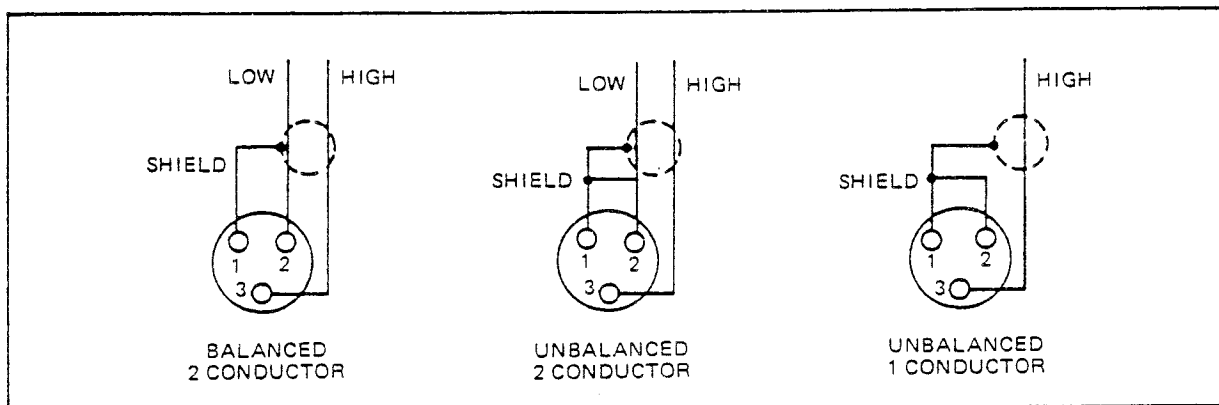 LOW HIGH
SHIELD
1 2
3
BALANCED
2 CONDUCTOR
LOW HIGH
SHIELD
1 2
3
UNBALANCED
2 CONDUCTOR
HIGH
SHIELD
1 2
3
UNBALANCED
1 CONDUCTOR